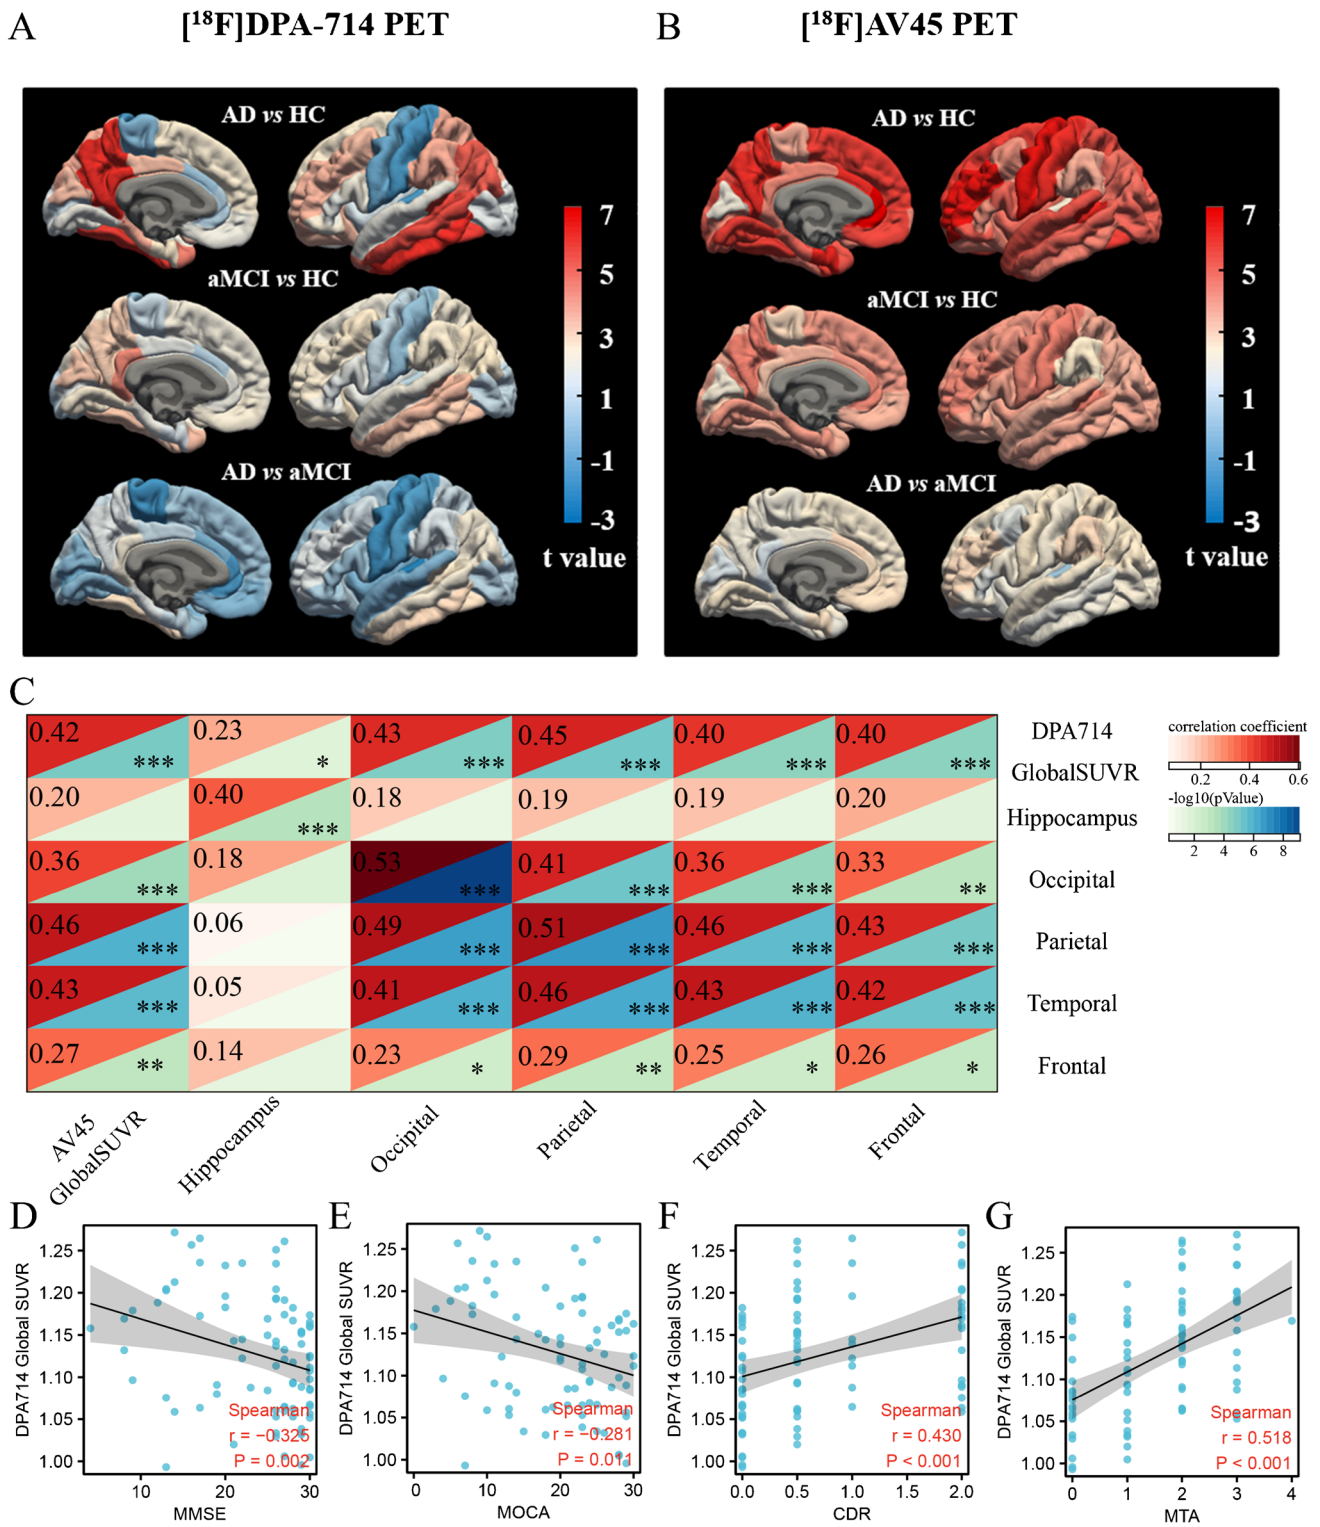 A [18F]DPA-714 PET
B [18F]AV45 PET
AD vs HC
aMCI vs HC
AD vs aMCI
7
5
3
1
-1
-3
t value
AD vs HC
aMCI vs HC
AD vs aMCI
7
5
3
1
-1
-3
t value
C
0.42 *** 0.23 * 0.43 *** 0.45 *** 0.40 *** 0.40 *** DPA714 GlobalSUVR
0.20 0.40 *** 0.18 0.19 0.19 0.20 Hippocampus
0.36 *** 0.18 0.53 *** 0.41 *** 0.36 *** 0.33 ** Occipital
0.46 *** 0.06 0.49 *** 0.51 *** 0.46 *** 0.43 *** Parietal
0.43 *** 0.05 0.41 *** 0.46 *** 0.43 *** 0.42 *** Temporal
0.27 ** 0.14 0.23 * 0.29 ** 0.25 * 0.26 * Frontal
AV45 GlobalSUVR Hippocampus Occipital Parietal Temporal Frontal
correlation coefficient
0.2 0.4 0.6
-log10(pValue)
2 4 6 8
D
DPA714 Global SUVR
1.25
1.20
1.15
1.10
1.05
1.00
Spearman
r = −0.325
P = 0.002
10 20 30
MMSE
E
DPA714 Global SUVR
1.25
1.20
1.15
1.10
1.05
1.00
Spearman
r = −0.281
P = 0.011
0 10 20 30
MOCA
F
DPA714 Global SUVR
1.25
1.20
1.15
1.10
1.05
1.00
Spearman
r = 0.430
P < 0.001
0.0 0.5 1.0 1.5 2.0
CDR
G
DPA714 Global SUVR
1.25
1.20
1.15
1.10
1.05
1.00
Spearman
r = 0.518
P < 0.001
0 1 2 3 4
MTA